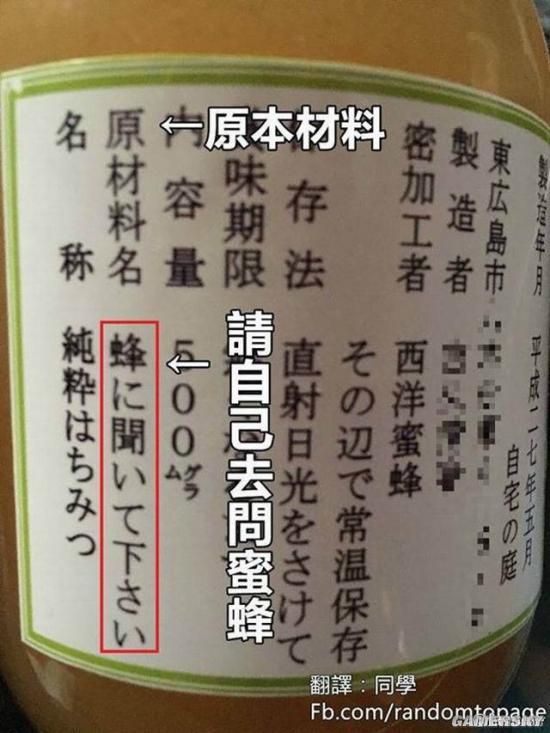 名称 純粋はちみつ
原材料名 蜂に聞いて下さい
←原本材料
内容量 500グラム
←
味期限
請自己去問蜜蜂
存法 直射日光をさけて
その辺で常温保存
密加工者 西洋蜜蜂
製造者
東広島市
自宅の庭
製造年月 平成二七年五月
翻譯：同學
Fb.com/randomtopage
GAMERSKY